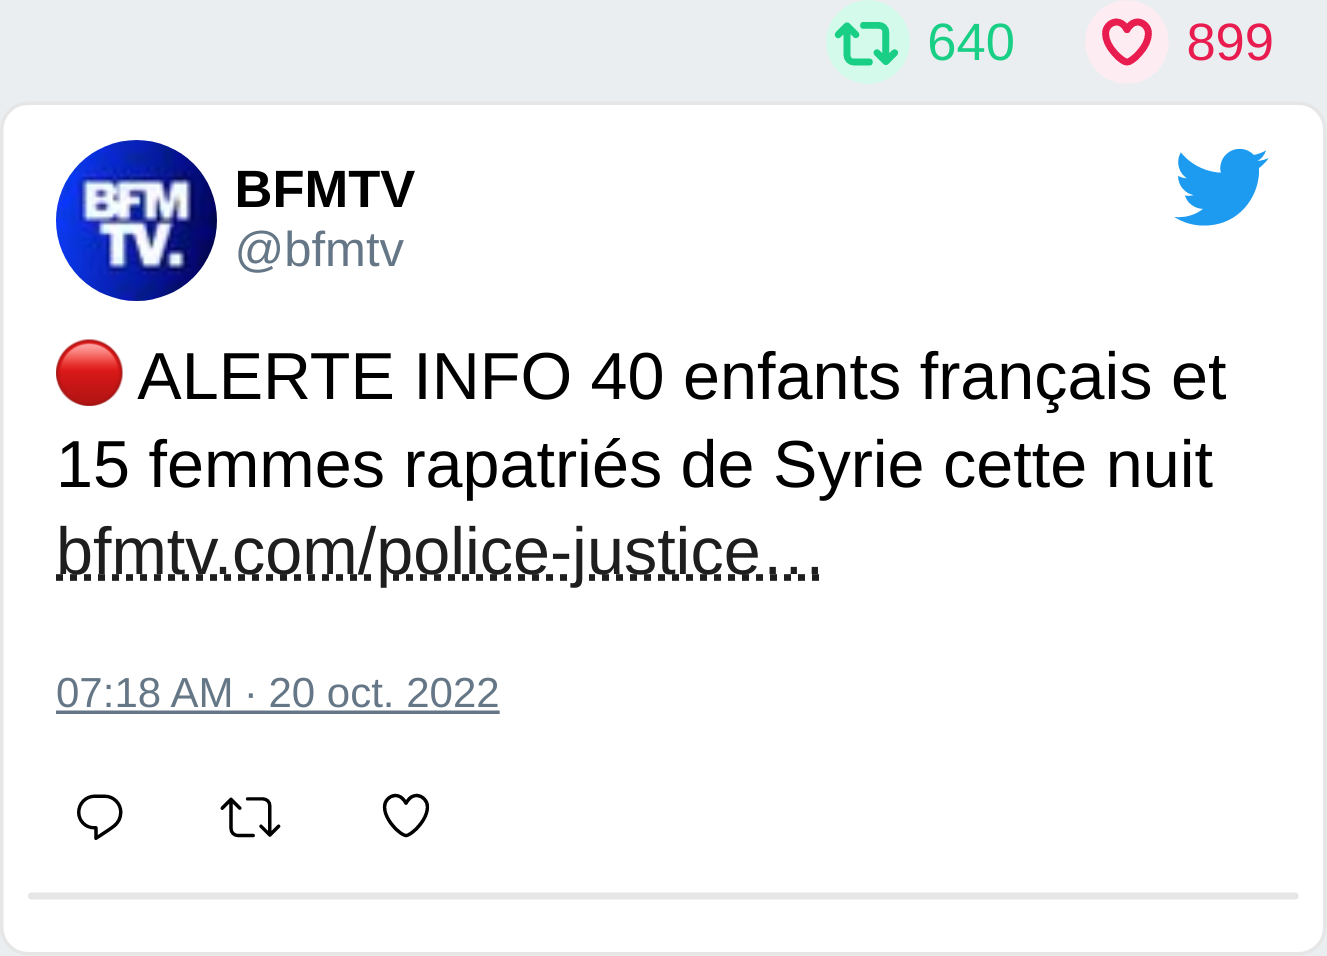 640 899
BFM
TV.
BFMTV
@bfmtv
🔴 ALERTE INFO 40 enfants français et
15 femmes rapatriés de Syrie cette nuit
bfmtv.com/police-justice…
07:18 AM · 20 oct. 2022